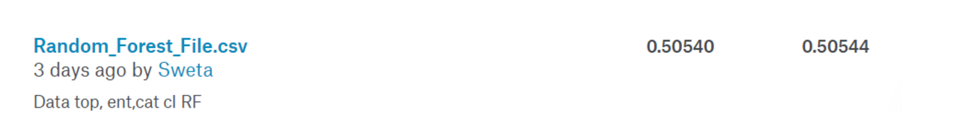 Random_Forest_File.csv 0.50540 0.50544
3 days ago by Sweta
Data top, ent,cat cl RF